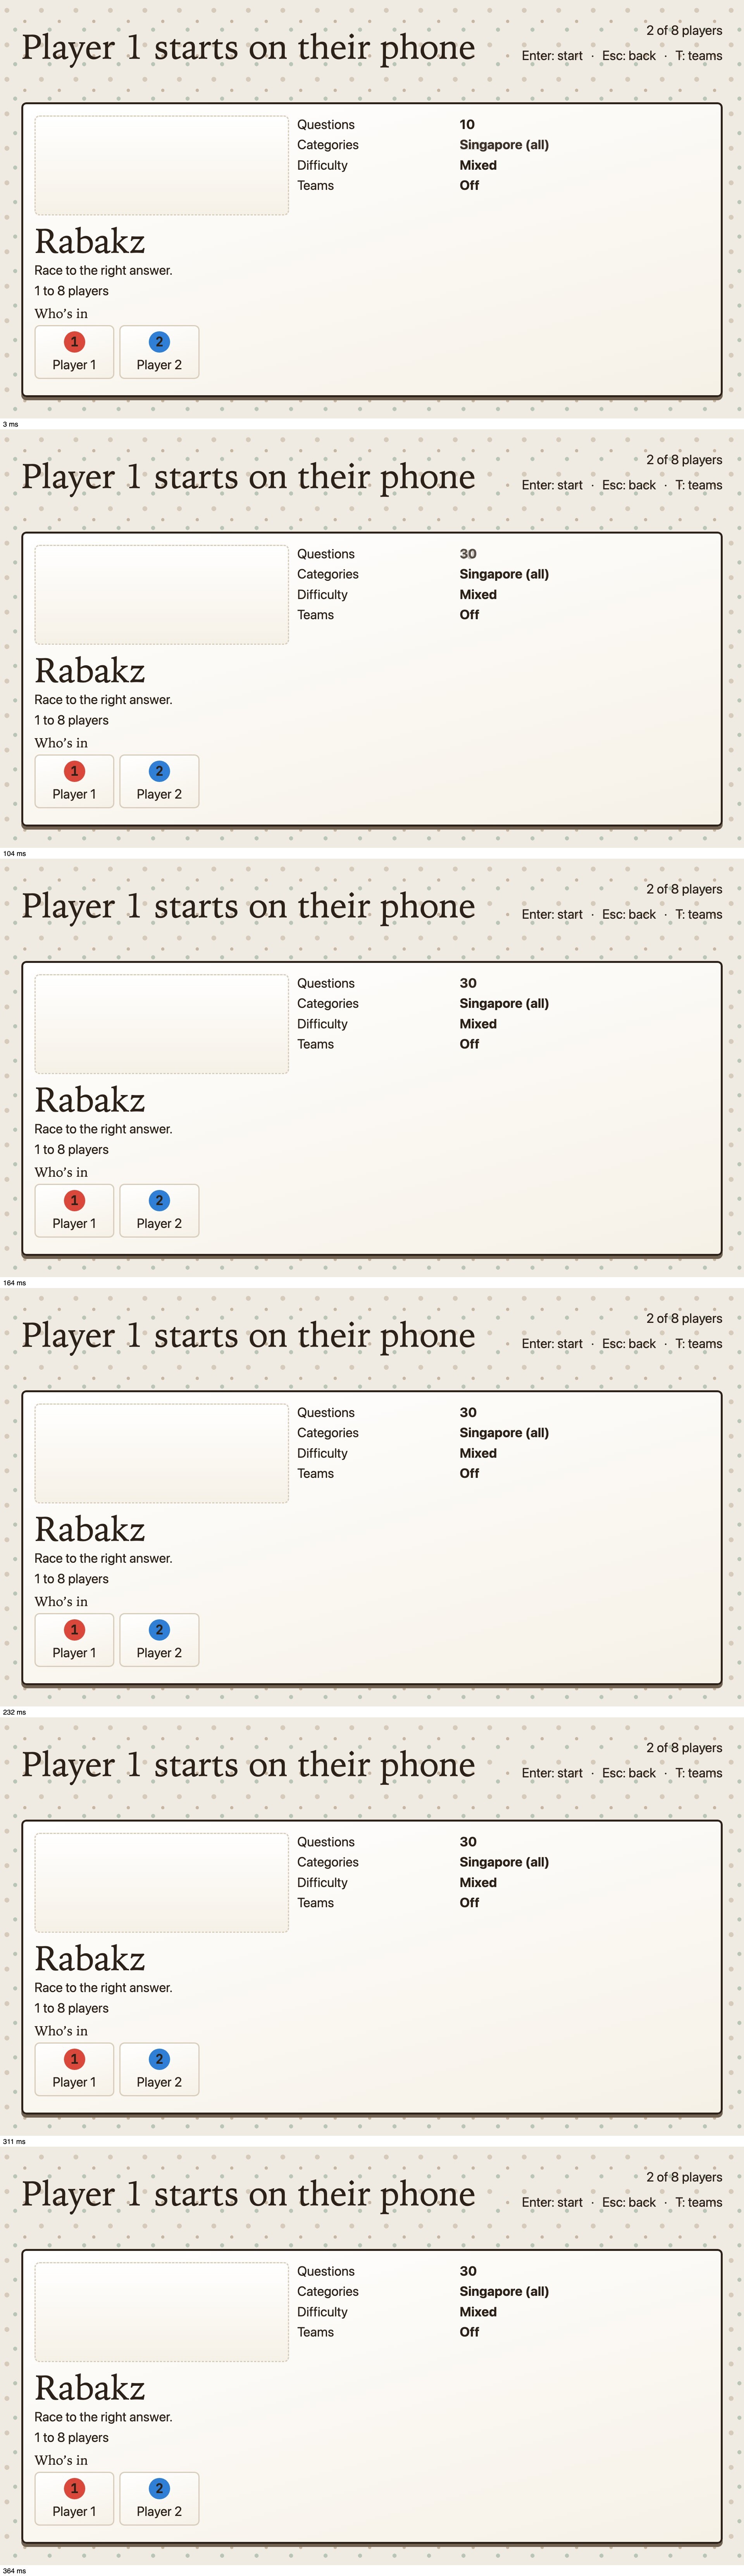 Player 1 starts on their phone
2 of 8 players
Enter: start · Esc: back · T: teams
Questions 10
Categories Singapore (all)
Difficulty Mixed
Teams Off
Rabakz
Race to the right answer.
1 to 8 players
Who's in
1 2
Player 1 Player 2
3 ms
Player 1 starts on their phone
2 of 8 players
Enter: start · Esc: back · T: teams
Questions 30
Categories Singapore (all)
Difficulty Mixed
Teams Off
Rabakz
Race to the right answer.
1 to 8 players
Who's in
1 2
Player 1 Player 2
104 ms
Player 1 starts on their phone
2 of 8 players
Enter: start · Esc: back · T: teams
Questions 30
Categories Singapore (all)
Difficulty Mixed
Teams Off
Rabakz
Race to the right answer.
1 to 8 players
Who's in
1 2
Player 1 Player 2
164 ms
Player 1 starts on their phone
2 of 8 players
Enter: start · Esc: back · T: teams
Questions 30
Categories Singapore (all)
Difficulty Mixed
Teams Off
Rabakz
Race to the right answer.
1 to 8 players
Who's in
1 2
Player 1 Player 2
232 ms
Player 1 starts on their phone
2 of 8 players
Enter: start · Esc: back · T: teams
Questions 30
Categories Singapore (all)
Difficulty Mixed
Teams Off
Rabakz
Race to the right answer.
1 to 8 players
Who's in
1 2
Player 1 Player 2
311 ms
Player 1 starts on their phone
2 of 8 players
Enter: start · Esc: back · T: teams
Questions 30
Categories Singapore (all)
Difficulty Mixed
Teams Off
Rabakz
Race to the right answer.
1 to 8 players
Who's in
1 2
Player 1 Player 2
364 ms